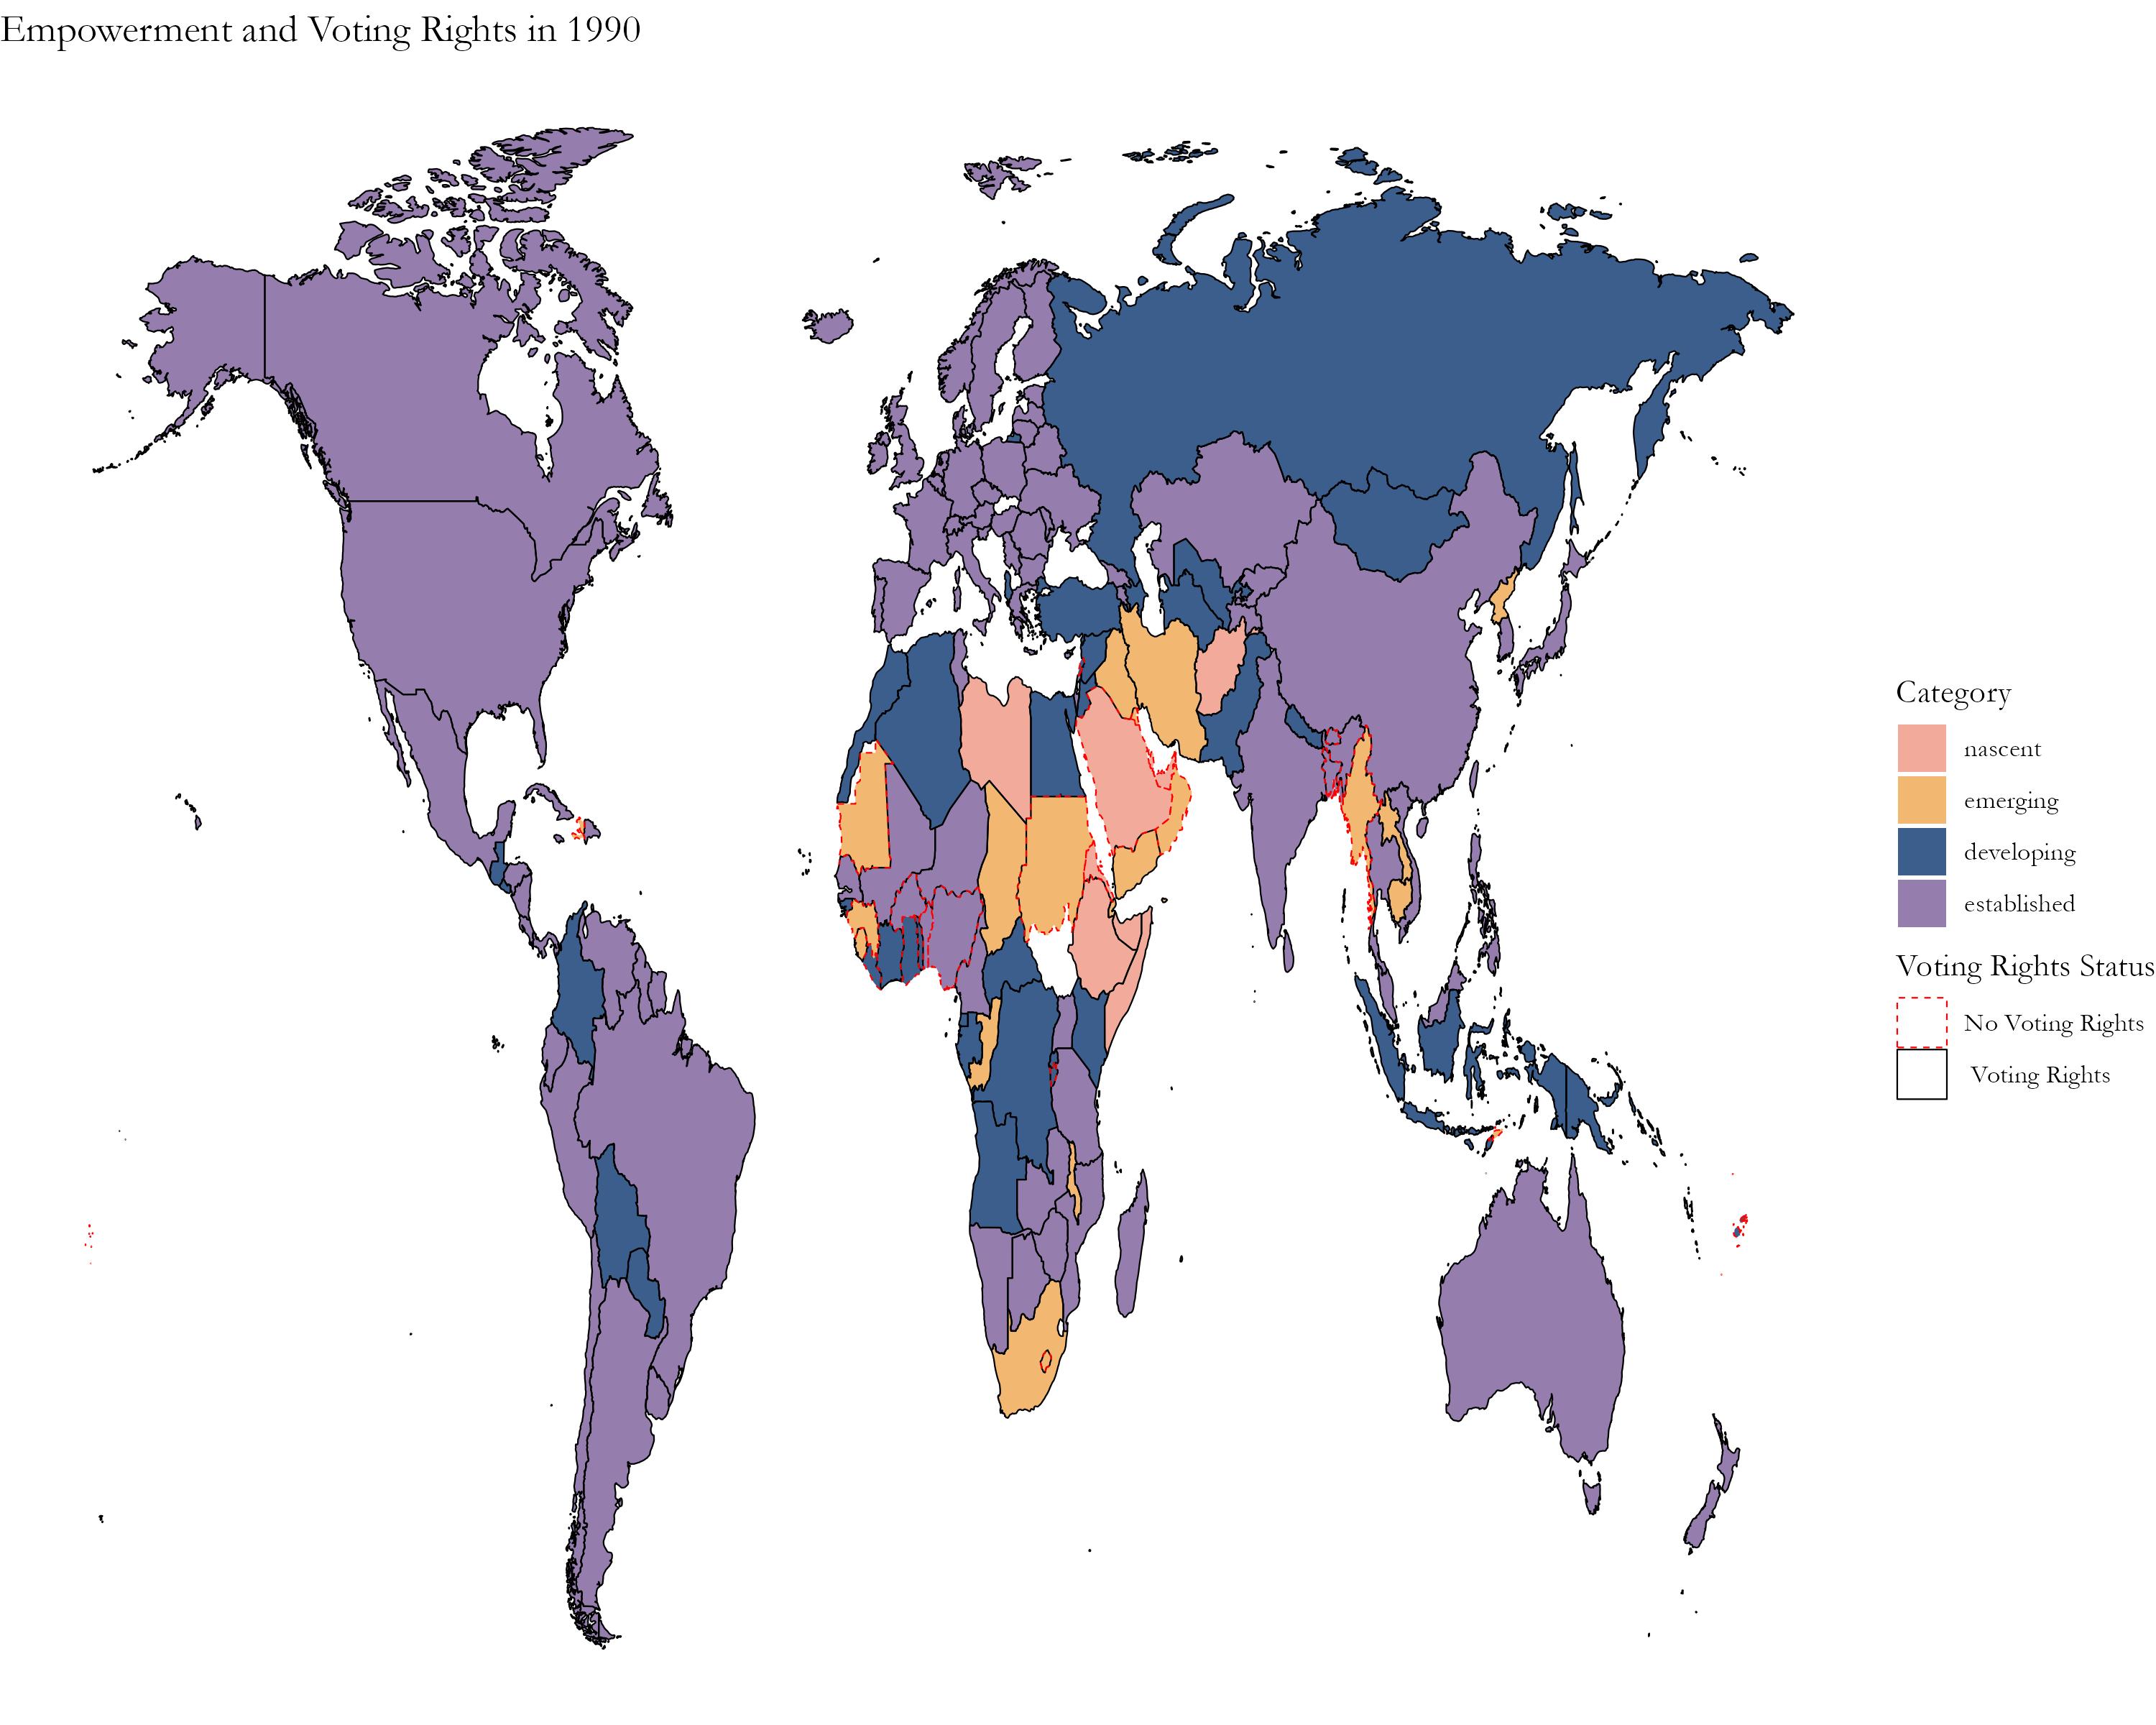 Empowerment and Voting Rights in 1990
Category
nascent
emerging
developing
established
Voting Rights Status
No Voting Rights
Voting Rights